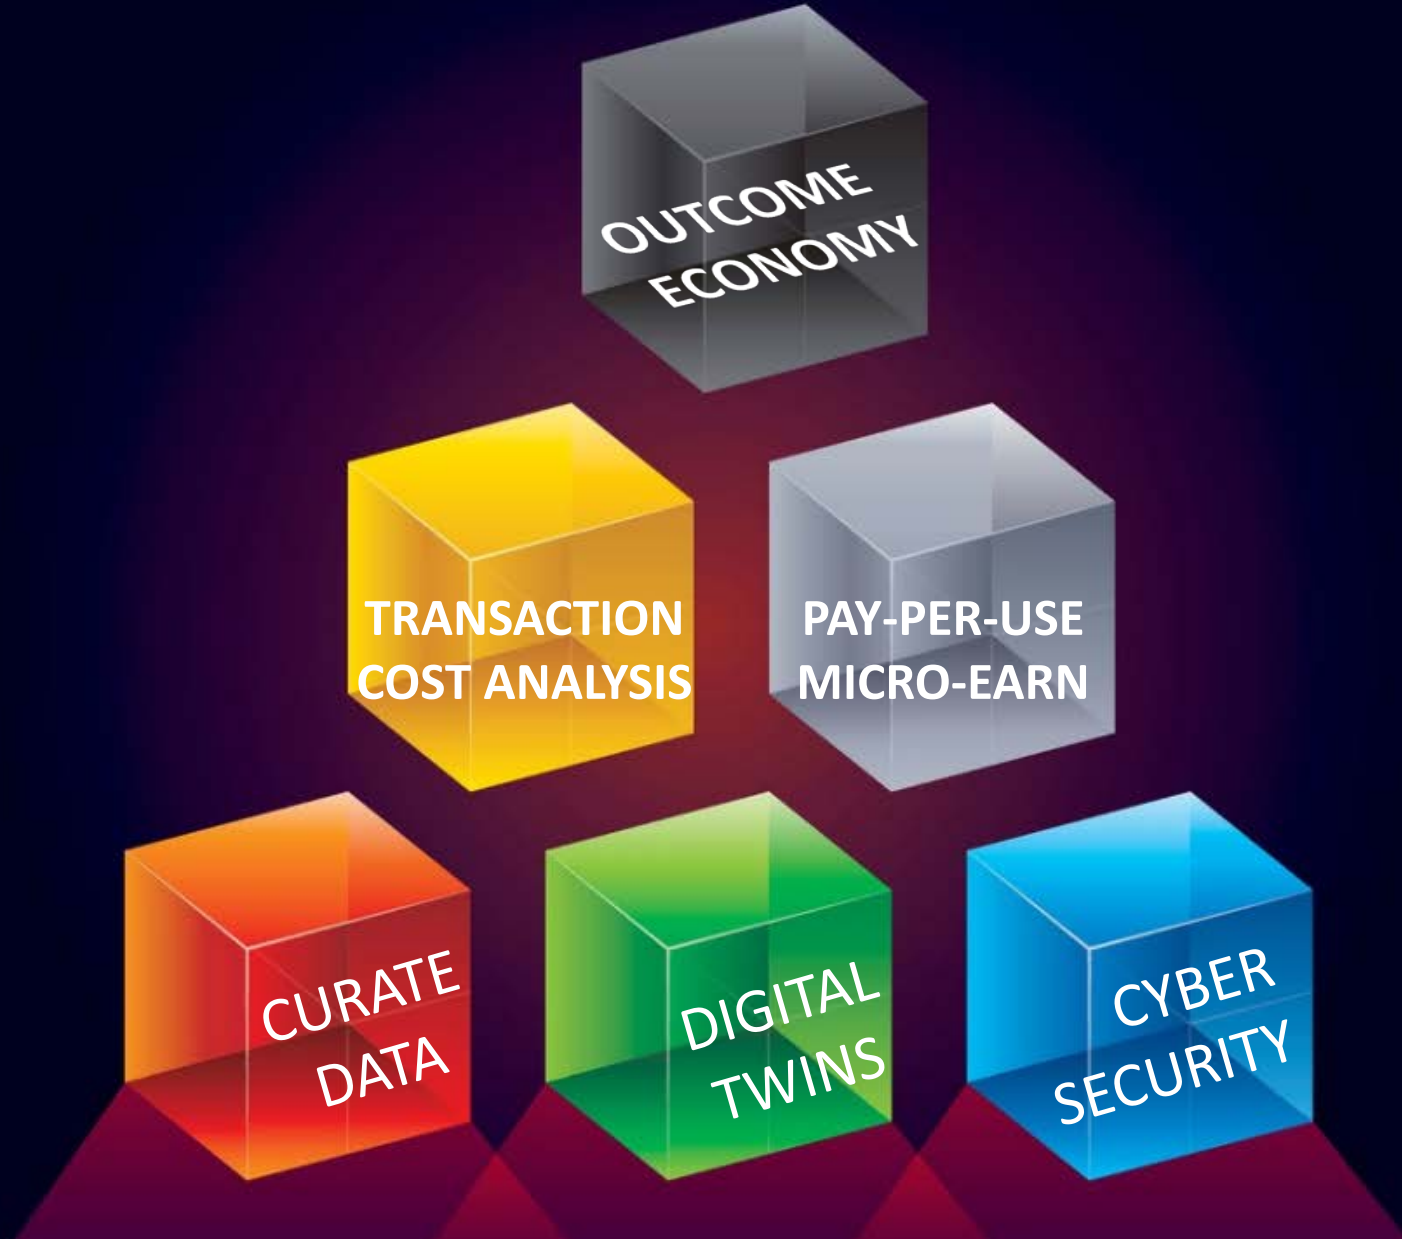 OUTCOME
ECONOMY
TRANSACTION
COST ANALYSIS
PAY-PER-USE
MICRO-EARN
CURATE
DATA
DIGITAL
TWINS
CYBER
SECURITY